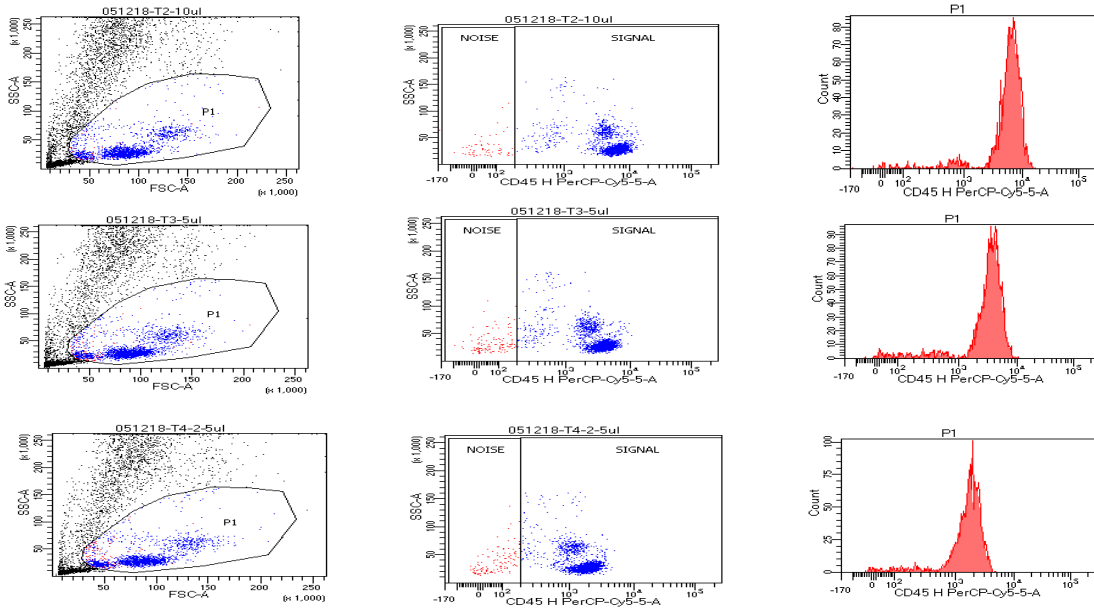 051218-T2-10ul
(x 1,000)
SSC-A
50 100 150 200 250
P1
50 100 150 200 250
FSC-A
(x 1,000)
051218-T2-10ul
(x 1,000)
SSC-A
50 100 150 200 250
NOISE
SIGNAL
-170 0 10² 10³ 10⁴ 10⁵
CD45 H PerCP-Cy5-5-A
P1
Count
0 10 20 30 40 50 60 70 80
-170 0 10² 10³ 10⁴ 10⁵
CD45 H PerCP-Cy5-5-A
051218-T3-5ul
(x 1,000)
SSC-A
50 100 150 200 250
P1
50 100 150 200 250
FSC-A
(x 1,000)
051218-T3-5ul
(x 1,000)
SSC-A
50 100 150 200 250
NOISE
SIGNAL
-170 0 10² 10³ 10⁴ 10⁵
CD45 H PerCP-Cy5-5-A
P1
Count
0 10 20 30 40 50 60 70 80 90
-170 0 10² 10³ 10⁴ 10⁵
CD45 H PerCP-Cy5-5-A
051218-T4-2-5ul
(x 1,000)
SSC-A
50 100 150 200 250
P1
50 100 150 200 250
FSC-A
(x 1,000)
051218-T4-2-5ul
(x 1,000)
SSC-A
50 100 150 200 250
NOISE
SIGNAL
-170 0 10² 10³ 10⁴ 10⁵
CD45 H PerCP-Cy5-5-A
P1
Count
0 25 50 75 100
-170 0 10² 10³ 10⁴ 10⁵
CD45 H PerCP-Cy5-5-A